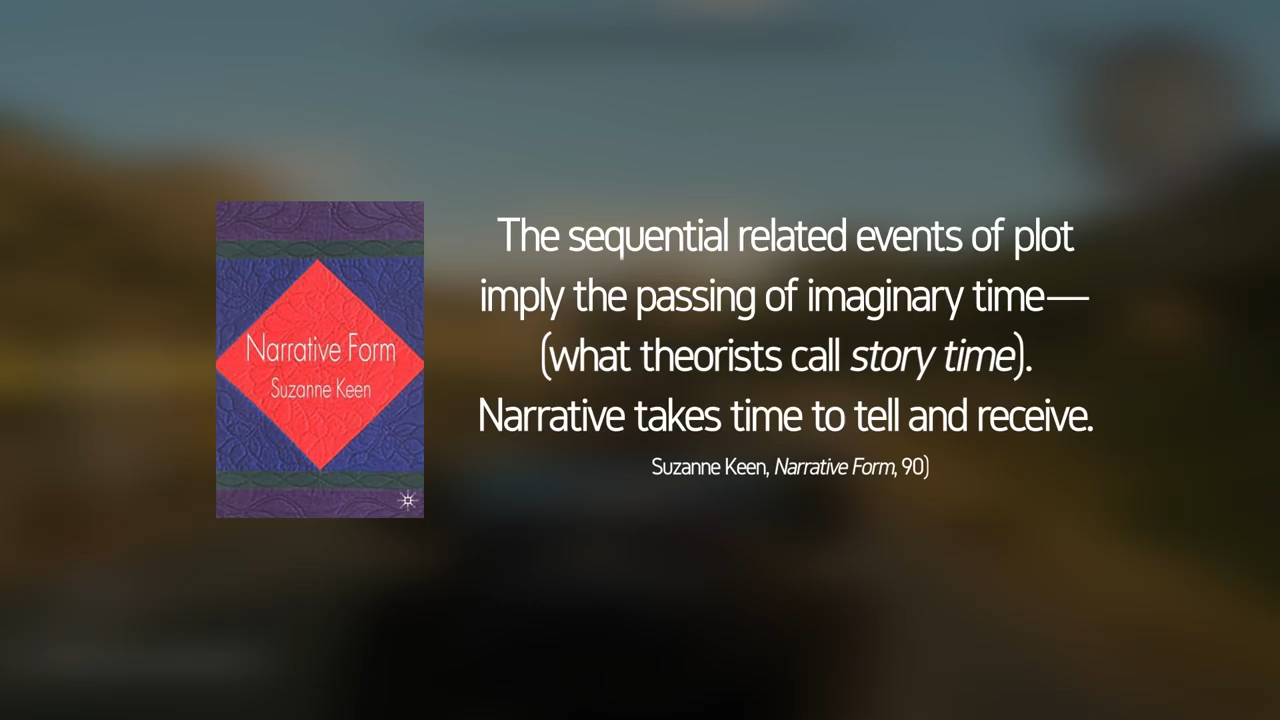 Narrative Form
Suzanne Keen
The sequential related events of plot
imply the passing of imaginary time—
(what theorists call story time).
Narrative takes time to tell and receive.
Suzanne Keen, Narrative Form, 90)